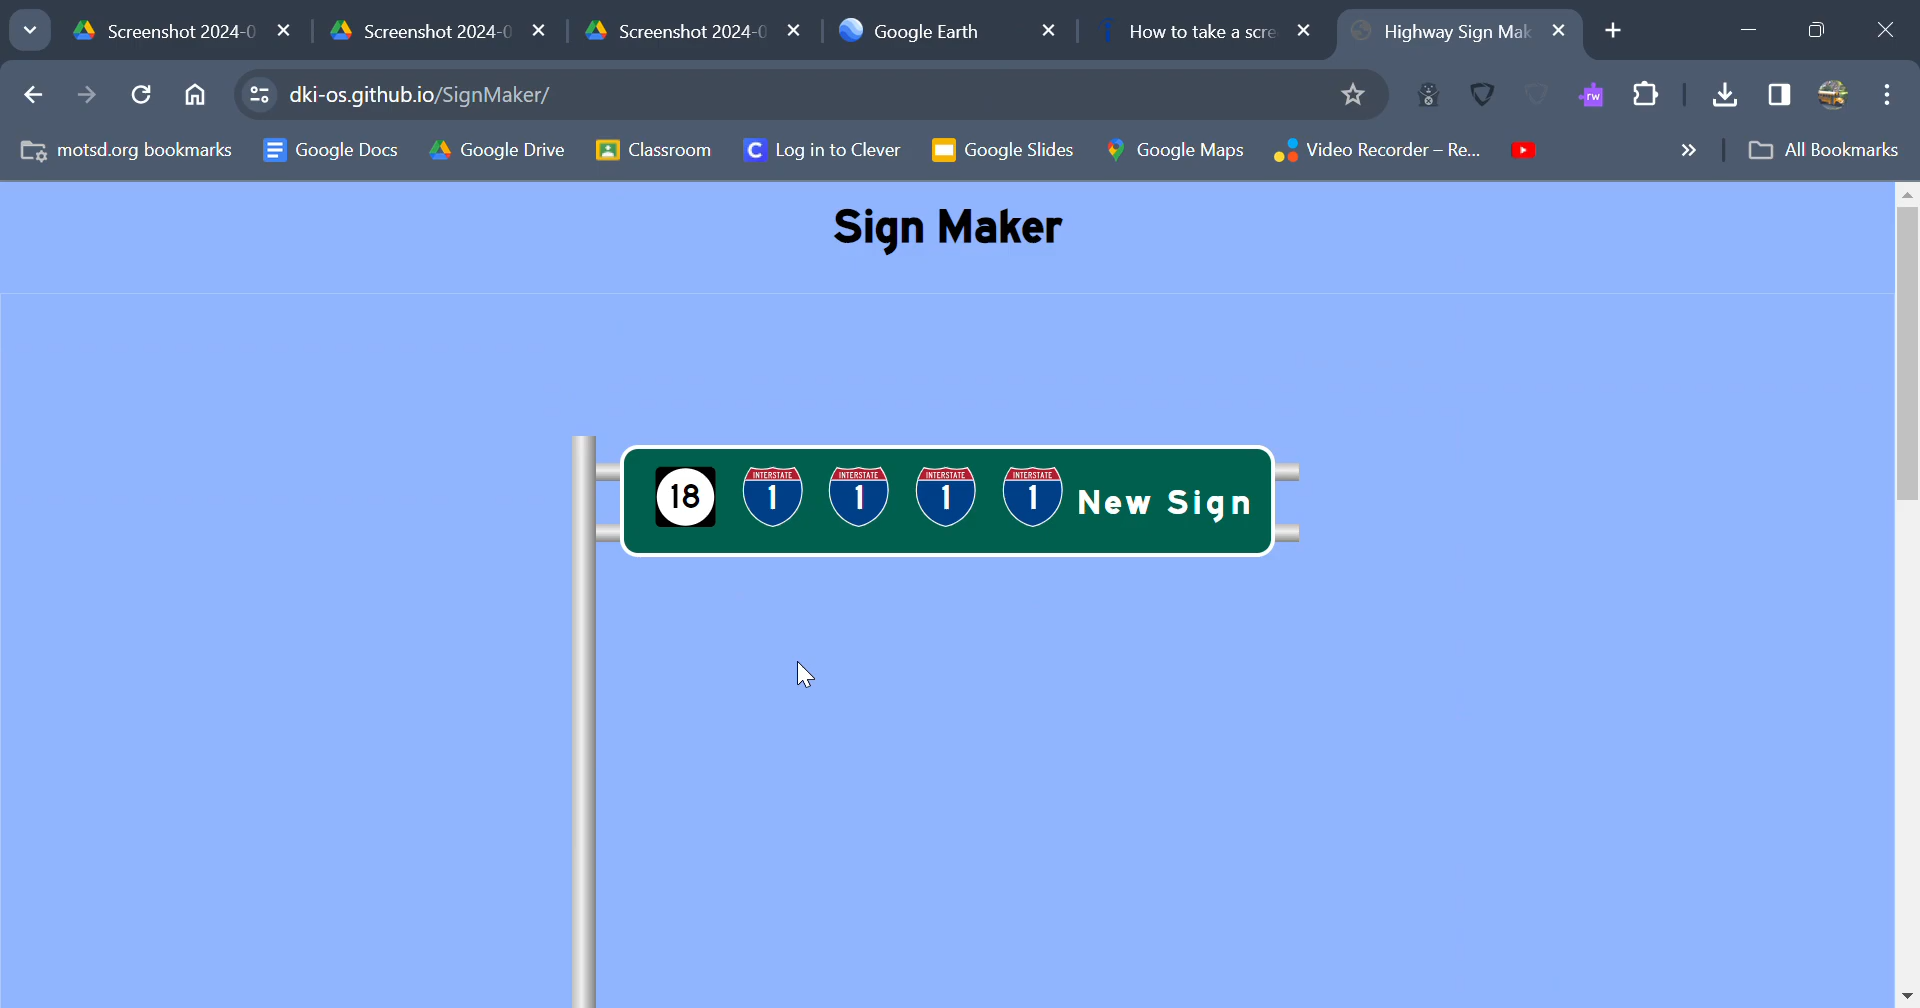 Screenshot 2024-0 Screenshot 2024-0 Screenshot 2024-0 Google Earth How to take a scre Highway Sign Mak
dki-os.github.io/SignMaker/ rw
motsd.org bookmarks Google Docs Google Drive Classroom C Log in to Clever Google Slides Google Maps Video Recorder – Re... » All Bookmarks
Sign Maker
18 INTERSTATE 1 INTERSTATE 1 INTERSTATE 1 INTERSTATE 1 New Sign